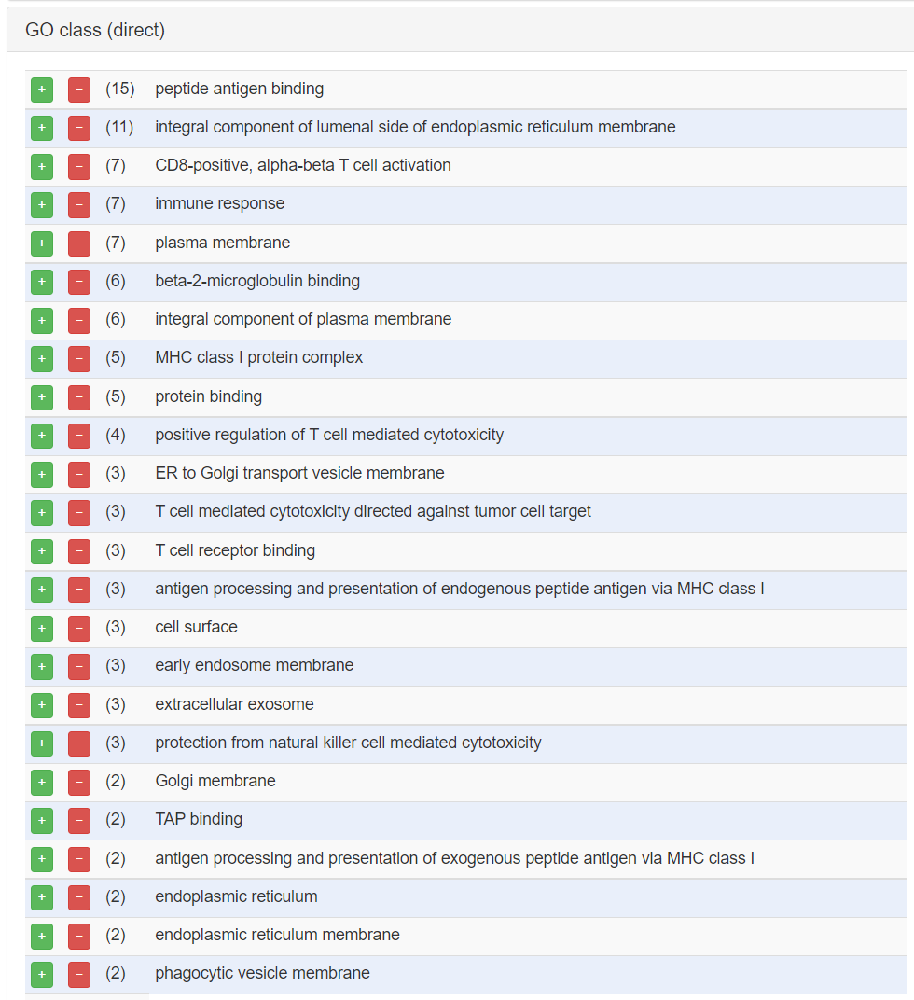 GO class (direct)
+ − (15) peptide antigen binding
+ − (11) integral component of lumenal side of endoplasmic reticulum membrane
+ − (7) CD8-positive, alpha-beta T cell activation
+ − (7) immune response
+ − (7) plasma membrane
+ − (6) beta-2-microglobulin binding
+ − (6) integral component of plasma membrane
+ − (5) MHC class I protein complex
+ − (5) protein binding
+ − (4) positive regulation of T cell mediated cytotoxicity
+ − (3) ER to Golgi transport vesicle membrane
+ − (3) T cell mediated cytotoxicity directed against tumor cell target
+ − (3) T cell receptor binding
+ − (3) antigen processing and presentation of endogenous peptide antigen via MHC class I
+ − (3) cell surface
+ − (3) early endosome membrane
+ − (3) extracellular exosome
+ − (3) protection from natural killer cell mediated cytotoxicity
+ − (2) Golgi membrane
+ − (2) TAP binding
+ − (2) antigen processing and presentation of exogenous peptide antigen via MHC class I
+ − (2) endoplasmic reticulum
+ − (2) endoplasmic reticulum membrane
+ − (2) phagocytic vesicle membrane